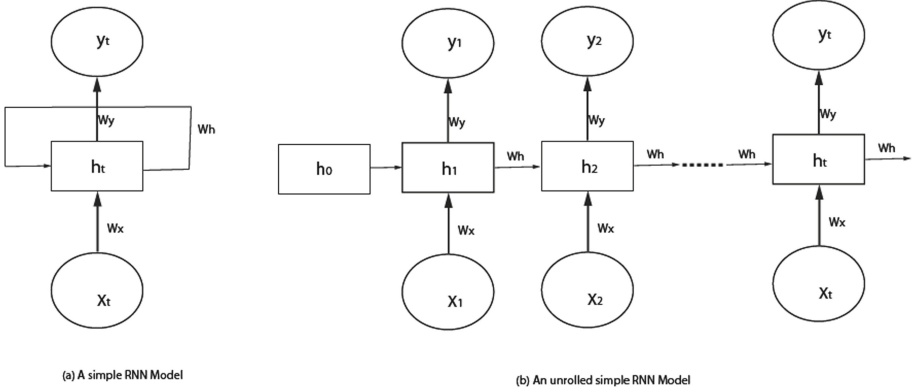 yt
Wy
Wh
ht
Wx
Xt
(a) A simple RNN Model
y1
y2
yt
Wy
Wy
Wy
h0
h1
Wh
h2
Wh
Wh
ht
Wh
Wx
Wx
Wx
X1
X2
Xt
(b) An unrolled simple RNN Model